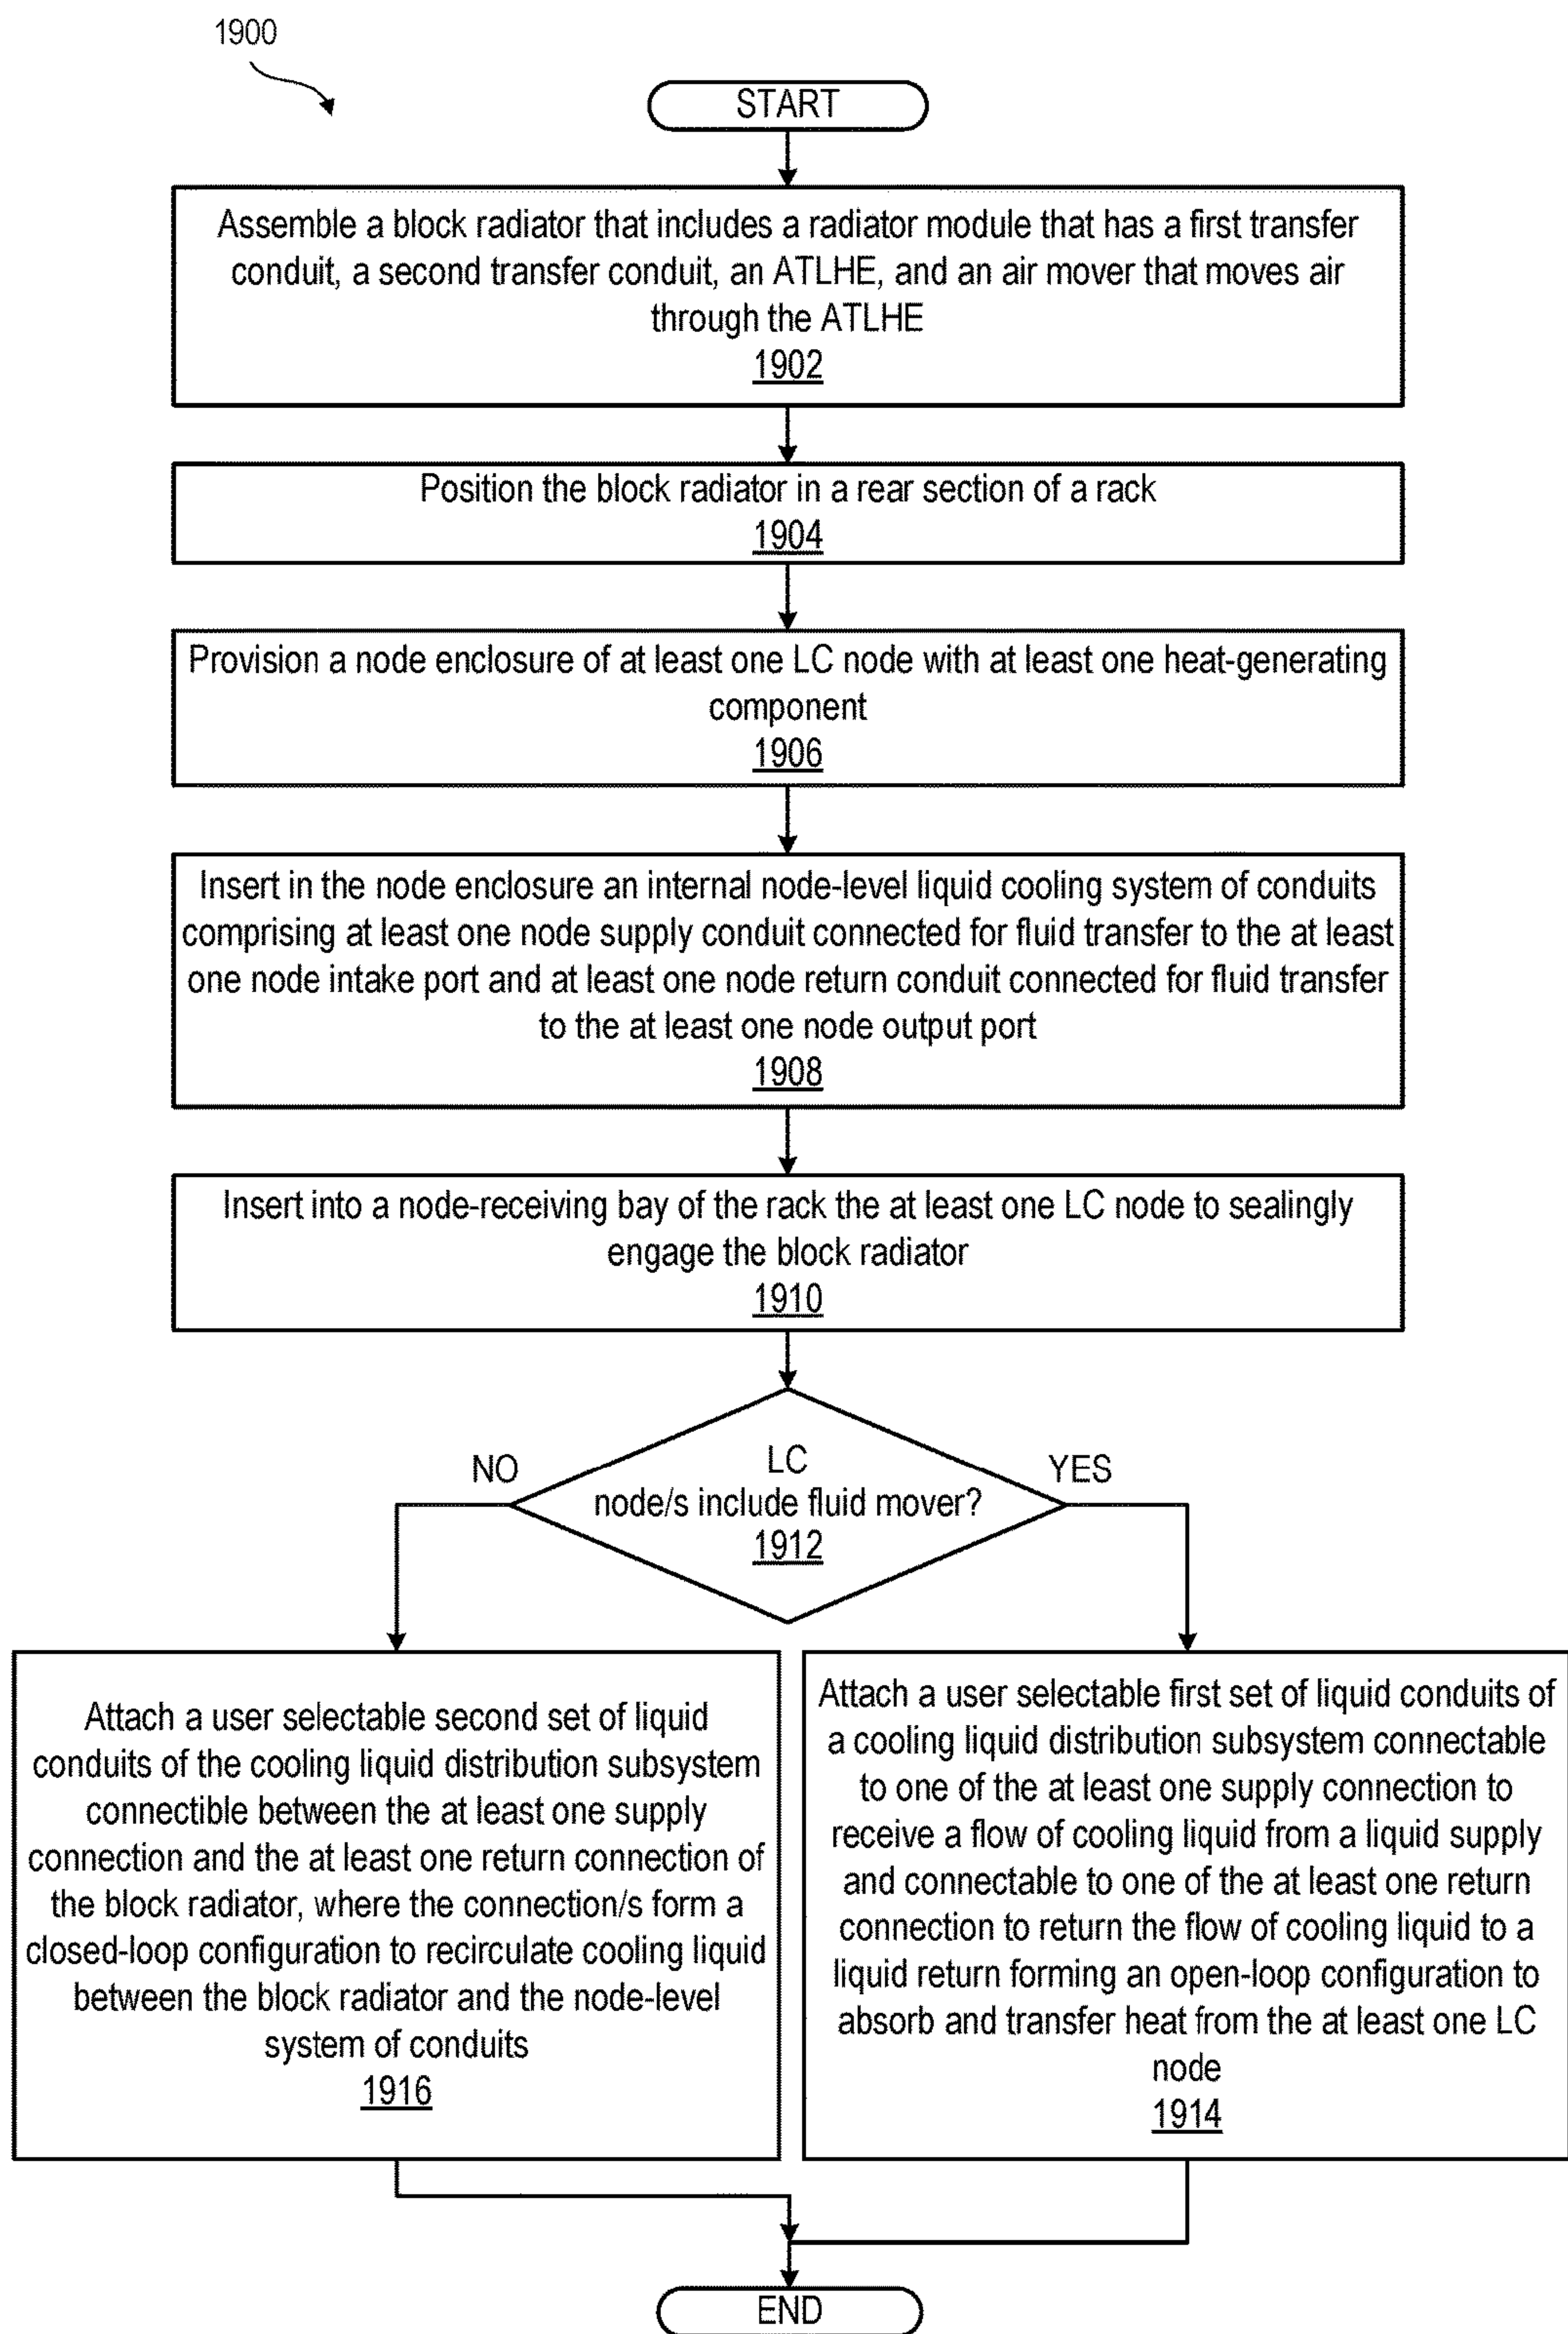 1900
START
Assemble a block radiator that includes a radiator module that has a first transfer
conduit, a second transfer conduit, an ATLHE, and an air mover that moves air
through the ATLHE
1902
Position the block radiator in a rear section of a rack
1904
Provision a node enclosure of at least one LC node with at least one heat-generating
component
1906
Insert in the node enclosure an internal node-level liquid cooling system of conduits
comprising at least one node supply conduit connected for fluid transfer to the at least
one node intake port and at least one node return conduit connected for fluid transfer
to the at least one node output port
1908
Insert into a node-receiving bay of the rack the at least one LC node to sealingly
engage the block radiator
1910
LC
node/s include fluid mover?
1912
NO
YES
Attach a user selectable second set of liquid
conduits of the cooling liquid distribution subsystem
connectible between the at least one supply
connection and the at least one return connection of
the block radiator, where the connection/s form a
closed-loop configuration to recirculate cooling liquid
between the block radiator and the node-level
system of conduits
1916
Attach a user selectable first set of liquid conduits of
a cooling liquid distribution subsystem connectable
to one of the at least one supply connection to
receive a flow of cooling liquid from a liquid supply
and connectable to one of the at least one return
connection to return the flow of cooling liquid to a
liquid return forming an open-loop configuration to
absorb and transfer heat from the at least one LC
node
1914
END